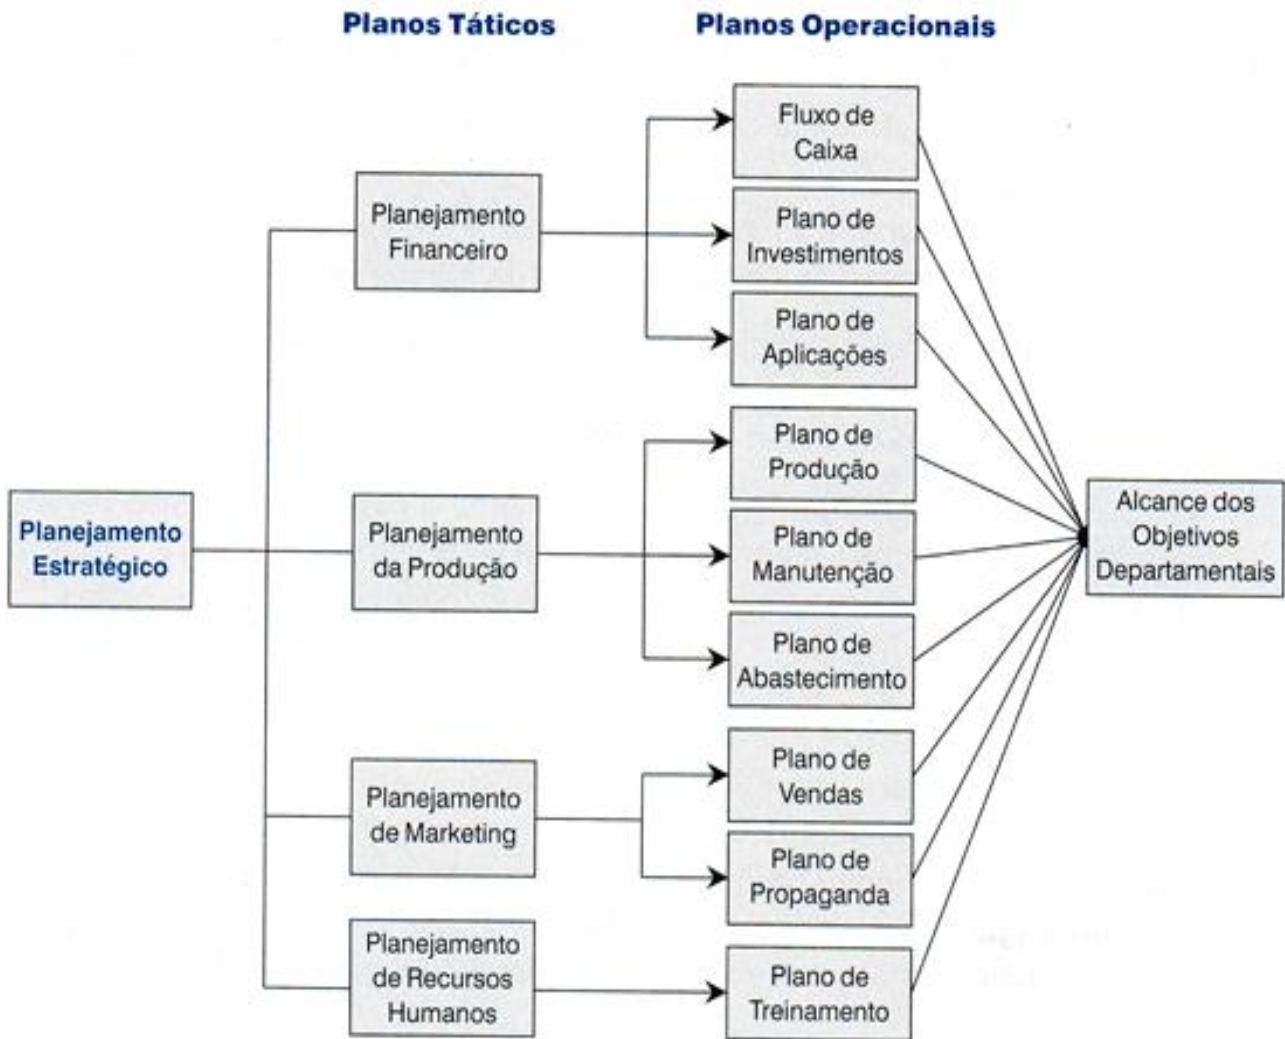 Planos Táticos
Planos Operacionais
Fluxo de
Caixa
Planejamento
Financeiro
Plano de
Investimentos
Plano de
Aplicações
Plano de
Produção
Planejamento
Estratégico
Planejamento
da Produção
Plano de
Manutenção
Alcance dos
Objetivos
Departamentais
Plano de
Abastecimento
Planejamento
de Marketing
Plano de
Vendas
Plano de
Propaganda
Planejamento
de Recursos
Humanos
Plano de
Treinamento